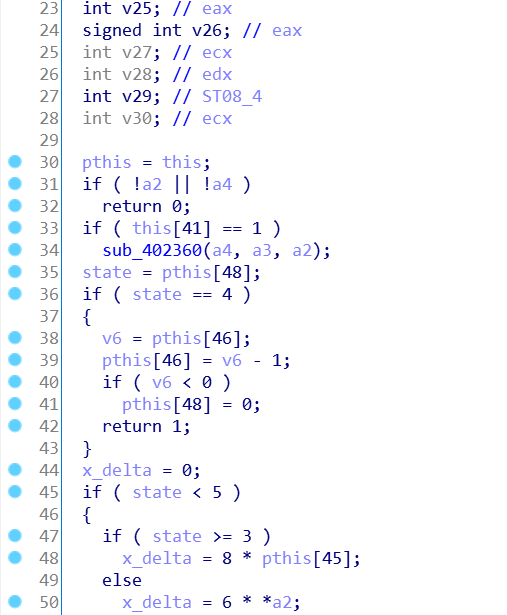 23 int v25; // eax
24 signed int v26; // eax
25 int v27; // ecx
26 int v28; // edx
27 int v29; // ST08_4
28 int v30; // ecx
29
30 pthis = this;
31 if ( !a2 || !a4 )
32 return 0;
33 if ( this[41] == 1 )
34 sub_402360(a4, a3, a2);
35 state = pthis[48];
36 if ( state == 4 )
37 {
38 v6 = pthis[46];
39 pthis[46] = v6 - 1;
40 if ( v6 < 0 )
41 pthis[48] = 0;
42 return 1;
43 }
44 x_delta = 0;
45 if ( state < 5 )
46 {
47 if ( state >= 3 )
48 x_delta = 8 * pthis[45];
49 else
50 x_delta = 6 * *a2;